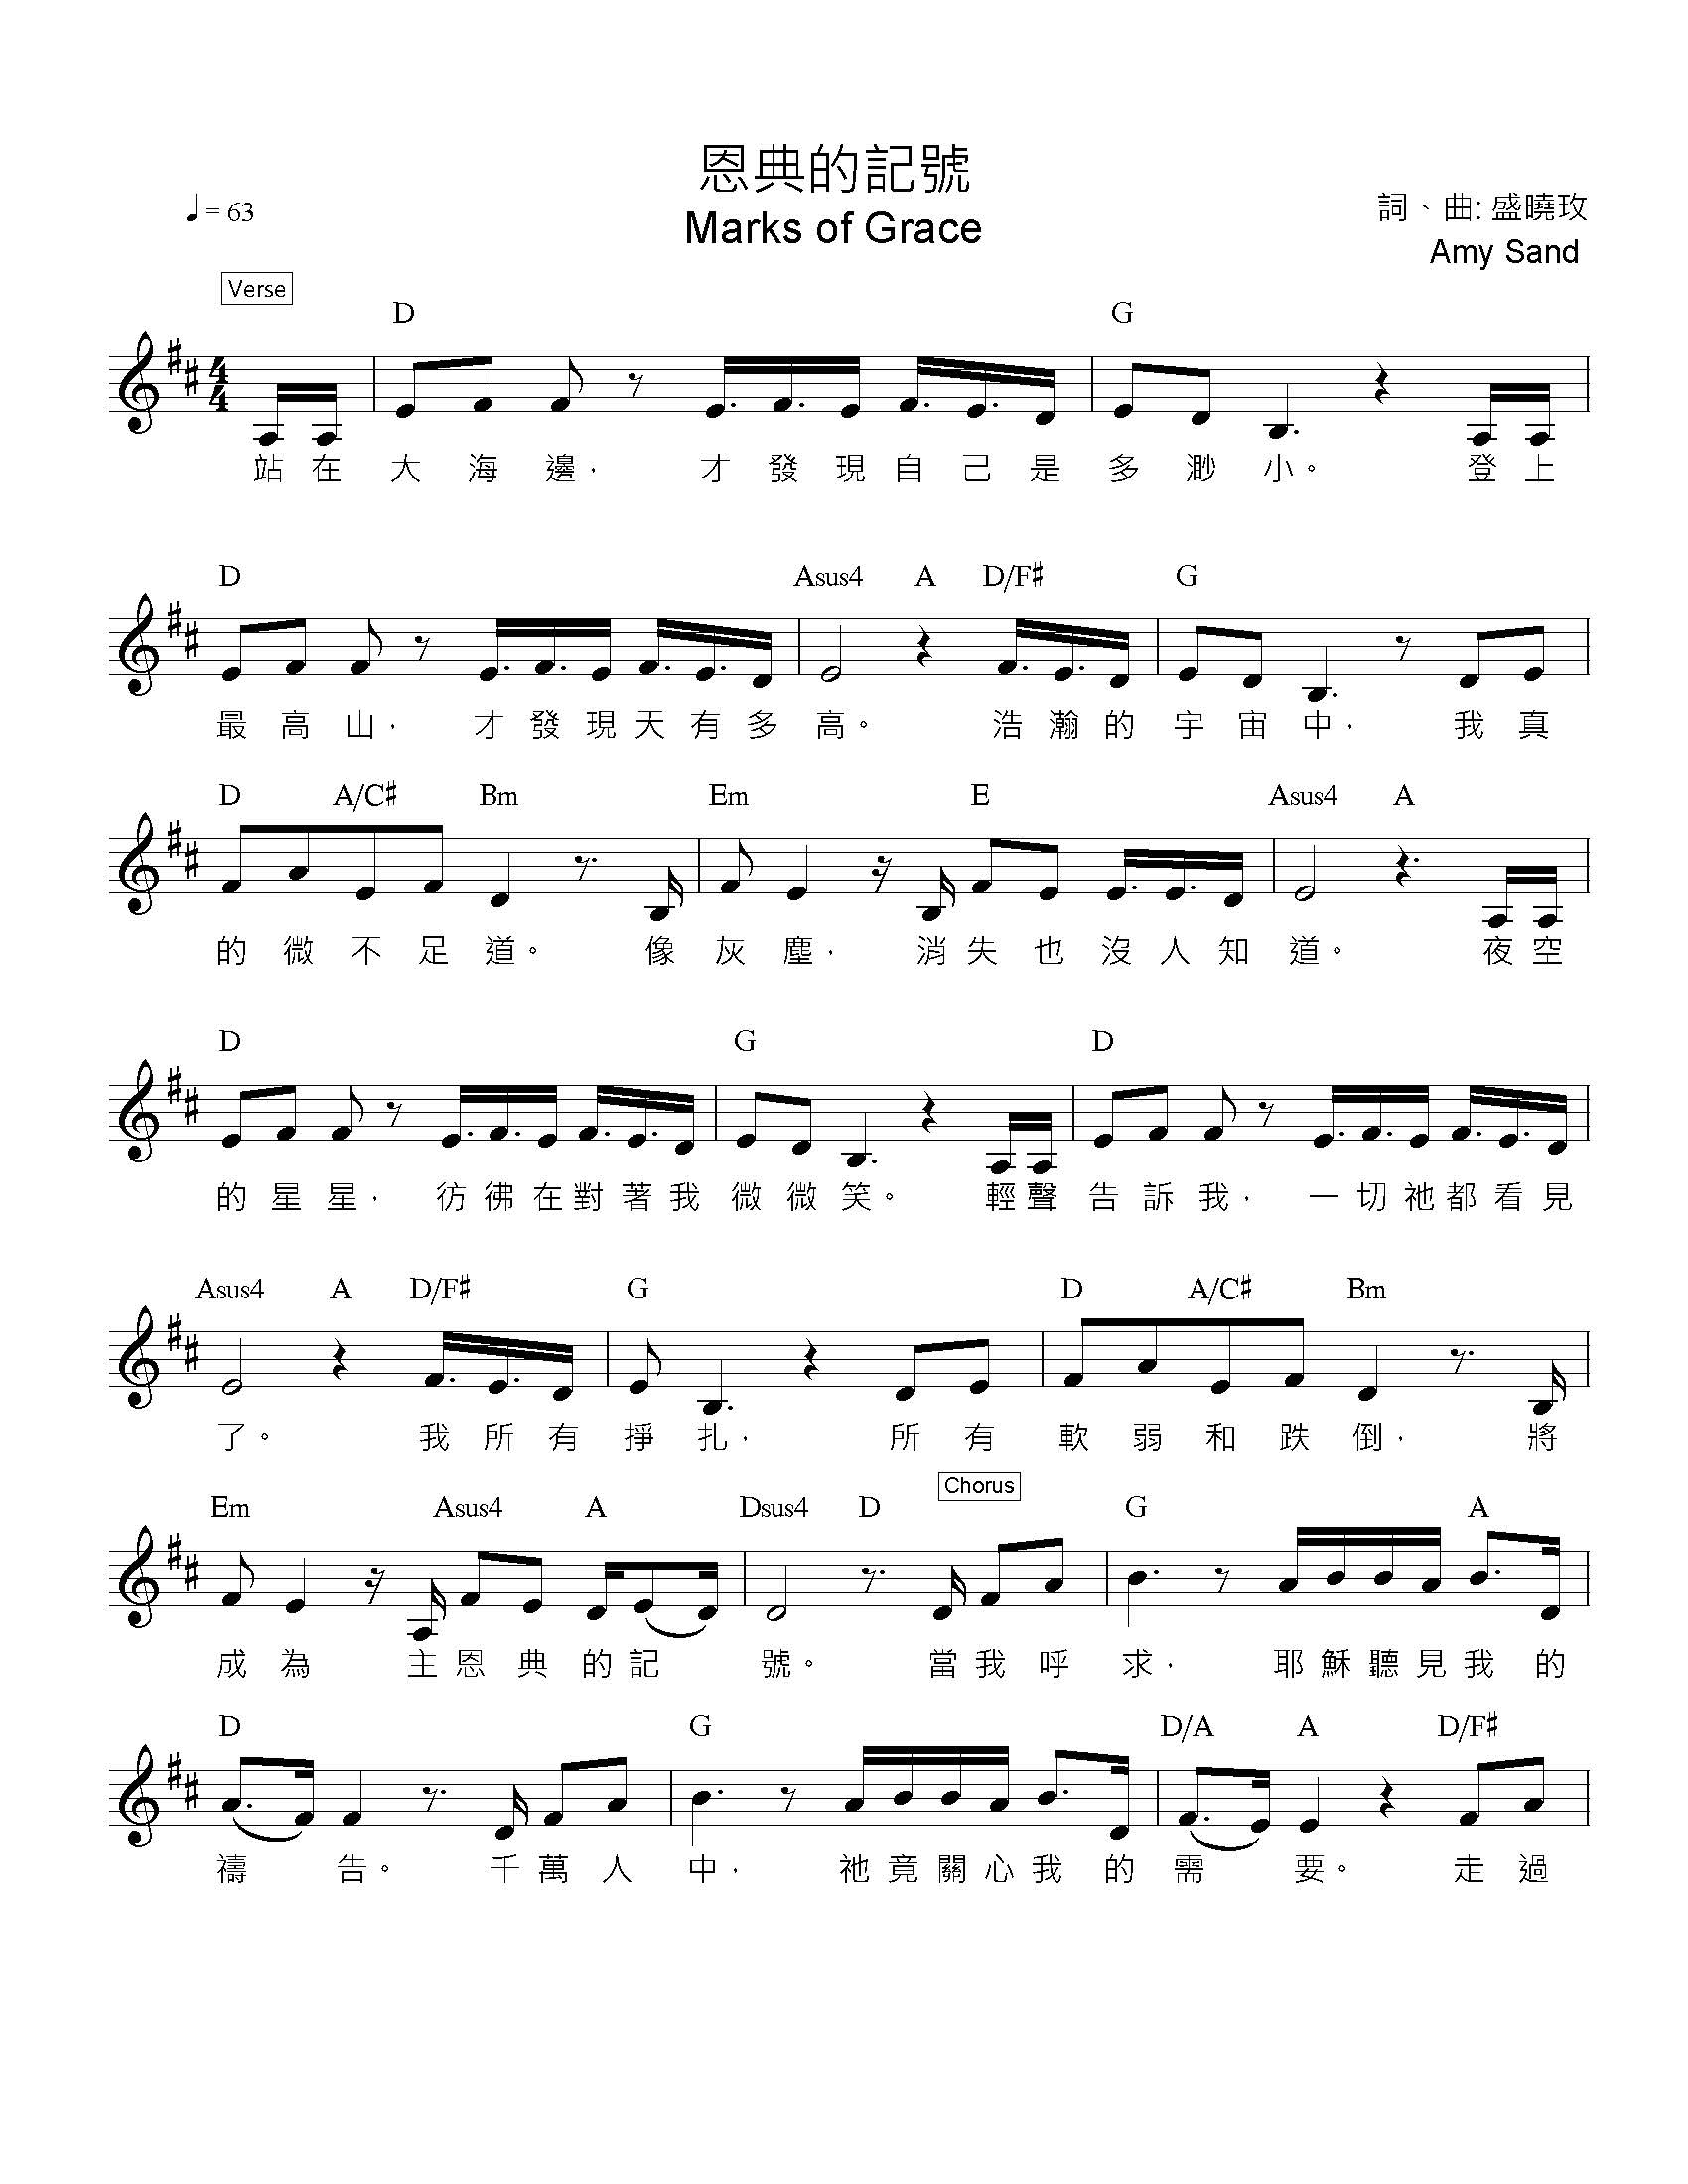 恩典的記號
♩= 63
Marks of Grace
詞、曲: 盛曉玫
Amy Sand
Verse
D G
站在大海邊，才發現自己是多渺小。登上
D Asus4 A D/F♯ G
最高山，才發現天有多高。浩瀚的宇宙中，我真
D A/C♯ Bm Em E Asus4 A
的微不足道。像灰塵，消失也沒人知道。夜空
D G D
的星星，彷彿在對著我微微笑。輕聲告訴我，一切祂都看見
Asus4 A D/F♯ G D A/C♯ Bm
了。我所有掙扎，所有軟弱和跌倒，將
Chorus
Em Asus4 A Dsus4 D G A
成為主恩典的記號。當我呼求，耶穌聽見我的
D G D/A A D/F♯
禱告。千萬人中，祂竟關心我的需要。走過